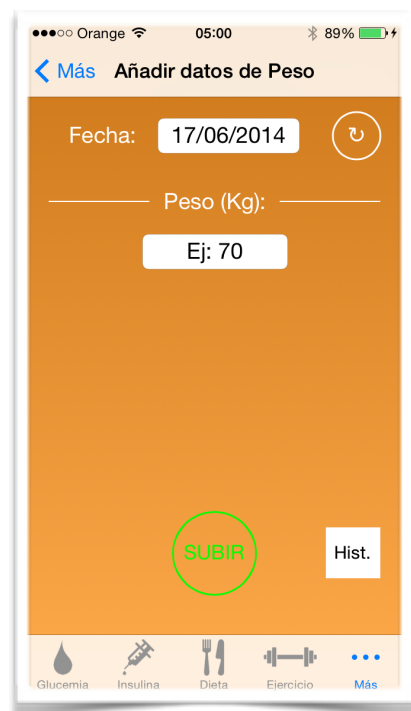 Orange 05:00 89%
Más Añadir datos de Peso
Fecha: 17/06/2014
Peso (Kg):
Ej: 70
SUBIR
Hist.
Glucemia Insulina Dieta Ejercicio Más